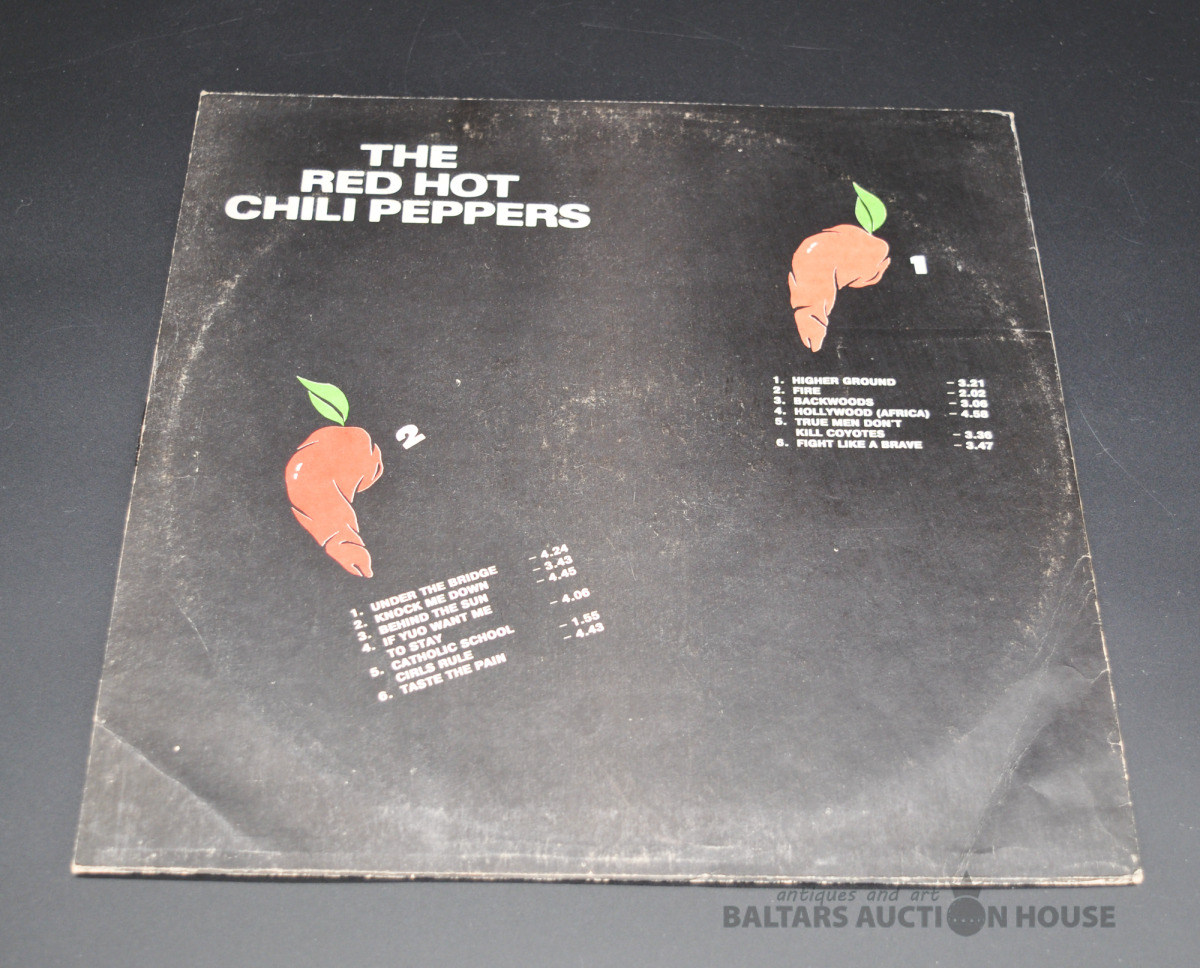 THE
RED HOT
CHILI PEPPERS
1
1. HIGHER GROUND – 3.21
2. FIRE – 2.02
3. BACKWOODS – 3.06
4. HOLLYWOOD (AFRICA) – 4.58
5. TRUE MEN DON'T
KILL COYOTES – 3.36
6. FIGHT LIKE A BRAVE – 3.47
2
1. UNDER THE BRIDGE – 4.24
2. KNOCK ME DOWN – 3.43
3. BEHIND THE SUN – 4.45
4. IF YUO WANT ME
TO STAY – 4.06
5. CATHOLIC SCHOOL
CIRLS RULE – 1.55
6. TASTE THE PAIN – 4.43
antiques and art
BALTARS AUCTION HOUSE